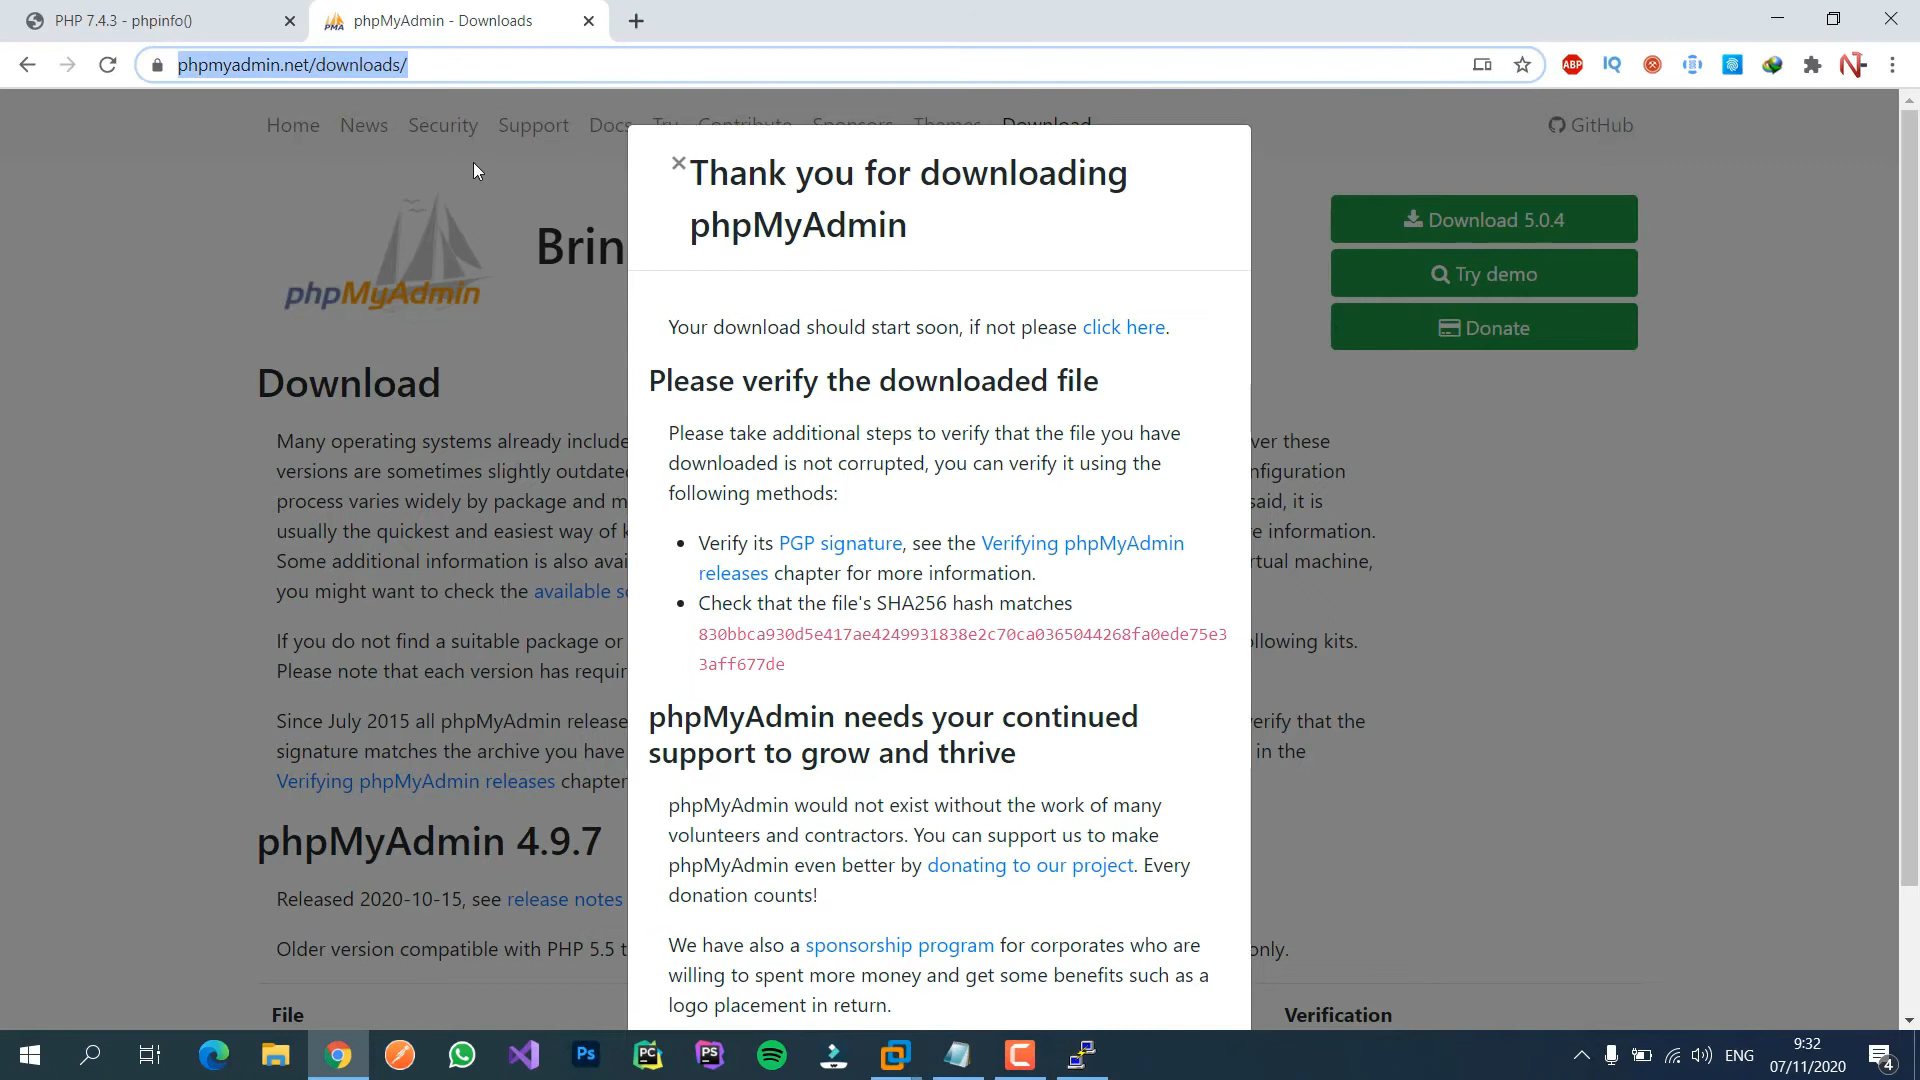 PHP 7.4.3 - phpinfo()
phpMyAdmin - Downloads
phpmyadmin.net/downloads/
ABP
IQ
Home News Security Support Docs Try Contribute Sponsors Themes Download
GitHub
phpMyAdmin
Brin
Download 5.0.4
Try demo
Donate
Thank you for downloading
phpMyAdmin
Your download should start soon, if not please click here.
Please verify the downloaded file
Please take additional steps to verify that the file you have
downloaded is not corrupted, you can verify it using the
following methods:
Verify its PGP signature, see the Verifying phpMyAdmin
releases chapter for more information.
Check that the file's SHA256 hash matches
830bbca930d5e417ae4249931838e2c70ca0365044268fa0ede75e3
3aff677de
phpMyAdmin needs your continued
support to grow and thrive
phpMyAdmin would not exist without the work of many
volunteers and contractors. You can support us to make
phpMyAdmin even better by donating to our project. Every
donation counts!
We have also a sponsorship program for corporates who are
willing to spent more money and get some benefits such as a
logo placement in return.
Download
Many operating systems already include
ver these
versions are sometimes slightly outdate
nfiguration
process varies widely by package and m
said, it is
usually the quickest and easiest way of k
e information.
Some additional information is also avai
rtual machine,
you might want to check the available s
If you do not find a suitable package or
llowing kits.
Please note that each version has requir
Since July 2015 all phpMyAdmin release
erify that the
signature matches the archive you have
in the
Verifying phpMyAdmin releases chapter
phpMyAdmin 4.9.7
Released 2020-10-15, see release notes
Older version compatible with PHP 5.5 t
only.
File
Verification
Ps
PC
PS
ENG
9:32
07/11/2020
4